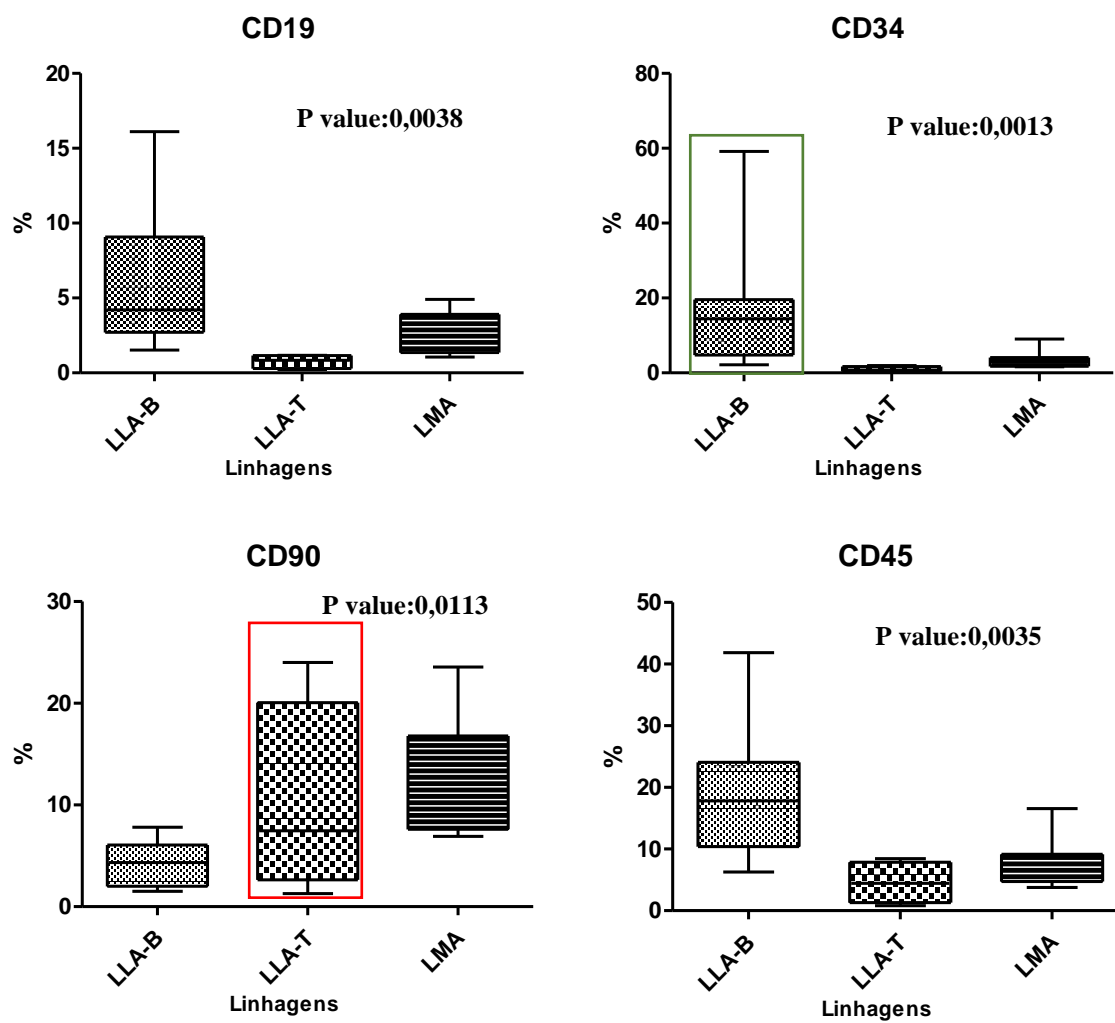 CD19
P value:0,0038
%
20
15
10
5
0
LLA-B
LLA-T
LMA
Linhagens
CD34
P value:0,0013
%
80
60
40
20
0
LLA-B
LLA-T
LMA
Linhagens
CD90
P value:0,0113
%
30
20
10
0
LLA-B
LLA-T
LMA
Linhagens
CD45
P value:0,0035
%
50
40
30
20
10
0
LLA-B
LLA-T
LMA
Linhagens